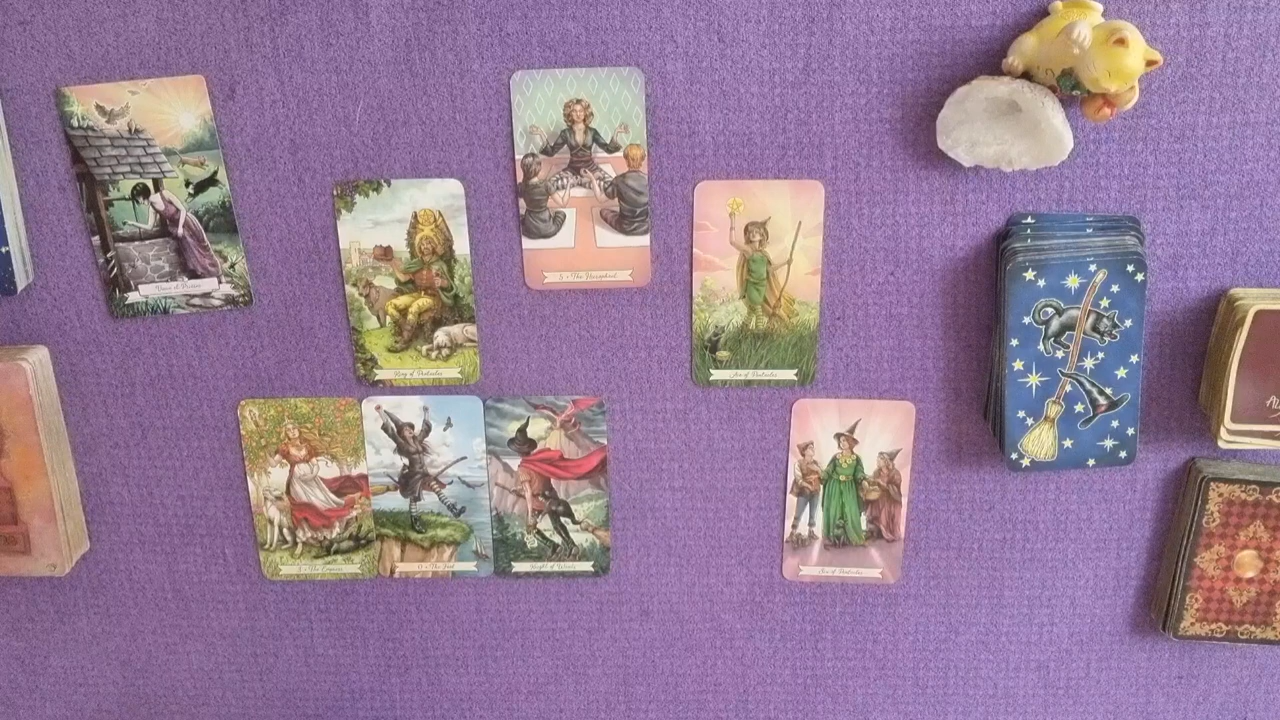 5 • The Hierophant
King of Pentacles
Ace of Pentacles
3 • The Empress
0 • The Fool
Knight of Wands
Six of Pentacles